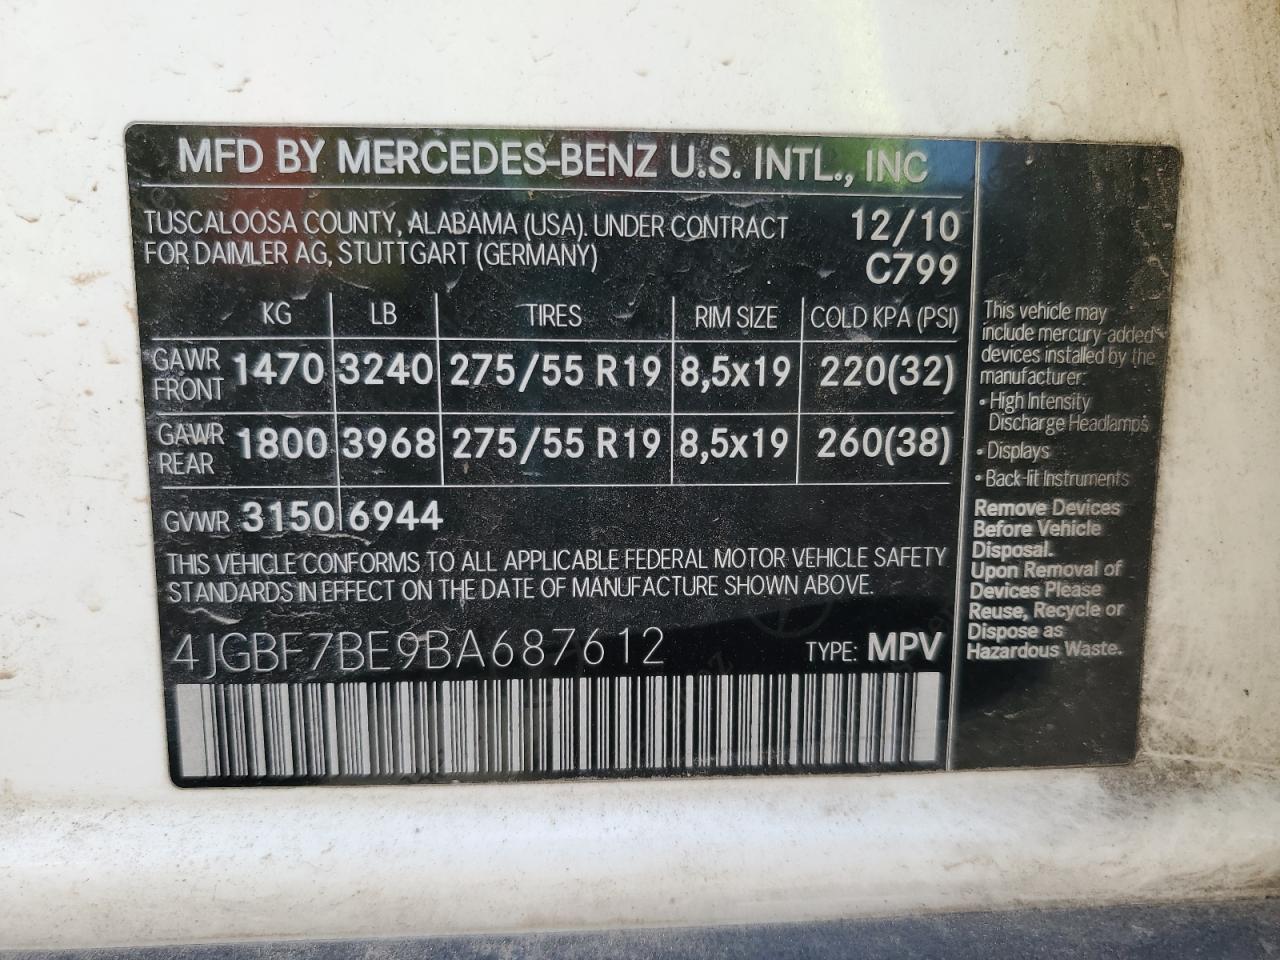 MFD BY MERCEDES-BENZ U.S. INTL., INC
TUSCALOOSA COUNTY, ALABAMA (USA). UNDER CONTRACT
FOR DAIMLER AG, STUTTGART (GERMANY)
12/10
C799
KG LB TIRES RIM SIZE COLD KPA (PSI)
GAWR FRONT 1470 3240 275/55 R19 8,5x19 220(32)
GAWR REAR 1800 3968 275/55 R19 8,5x19 260(38)
GVWR 3150 6944
THIS VEHICLE CONFORMS TO ALL APPLICABLE FEDERAL MOTOR VEHICLE SAFETY
STANDARDS IN EFFECT ON THE DATE OF MANUFACTURE SHOWN ABOVE.
4JGBF7BE9BA687612 TYPE: MPV
This vehicle may
include mercury-added
devices installed by the
manufacturer:
• High Intensity
Discharge Headlamps
• Displays
• Back-lit Instruments
Remove Devices
Before Vehicle
Disposal.
Upon Removal of
Devices Please
Reuse, Recycle or
Dispose as
Hazardous Waste.